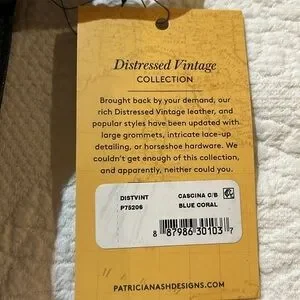 Distressed Vintage
COLLECTION
Brought back by your demand, our
rich Distressed Vintage leather, and
popular styles have been updated with
large grommets, intricate lace-up
detailing, or horseshoe hardware. We
couldn't get enough of this collection,
and apparently, neither could you.
DISTVINT CASCINA C/B
P75206 BLUE CORAL
8 87986 30103 7
PATRICIANASHDESIGNS.COM